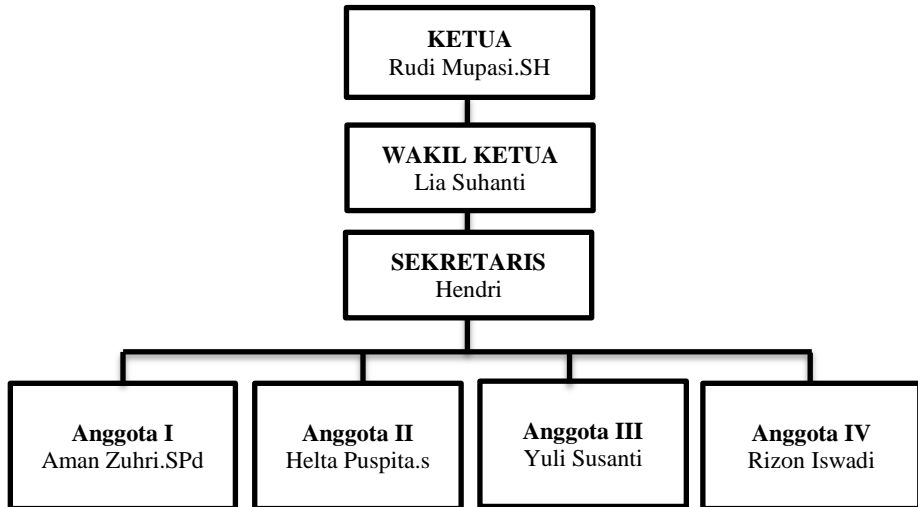 KETUA
Rudi Mupasi.SH
WAKIL KETUA
Lia Suhanti
SEKRETARIS
Hendri
Anggota I
Aman Zuhri.SPd
Anggota II
Helta Puspita.s
Anggota III
Yuli Susanti
Anggota IV
Rizon Iswadi